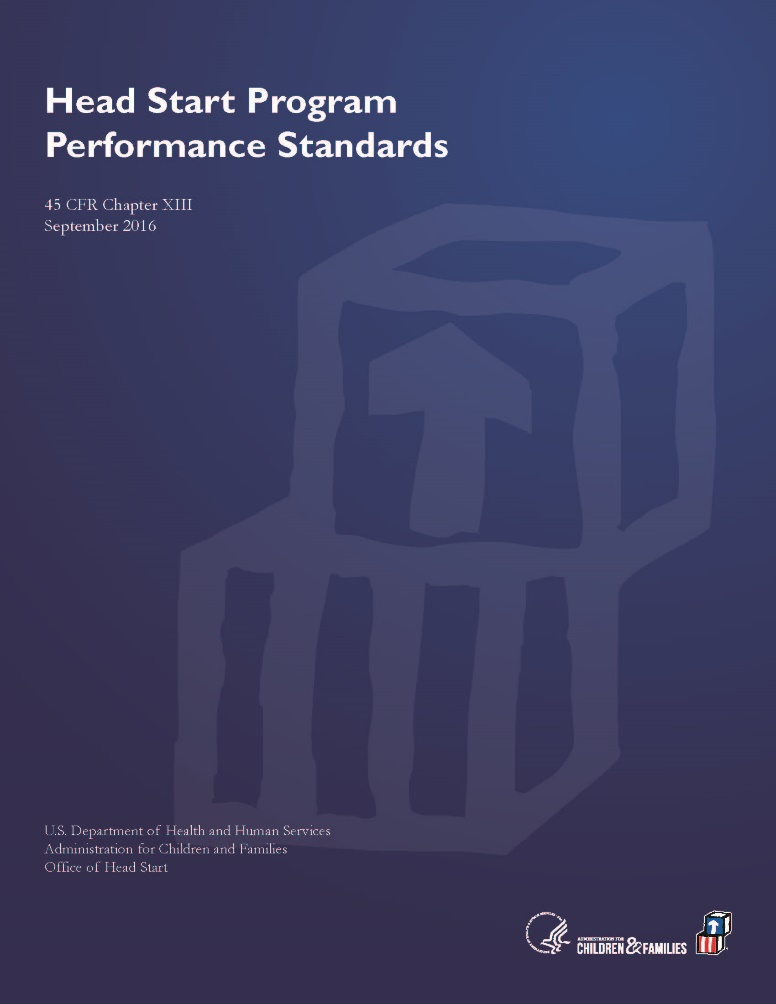 Head Start Program
Performance Standards
45 CFR Chapter XIII
September 2016
U.S. Department of Health and Human Services
Administration for Children and Families
Office of Head Start
ADMINISTRATION FOR
CHILDREN & FAMILIES